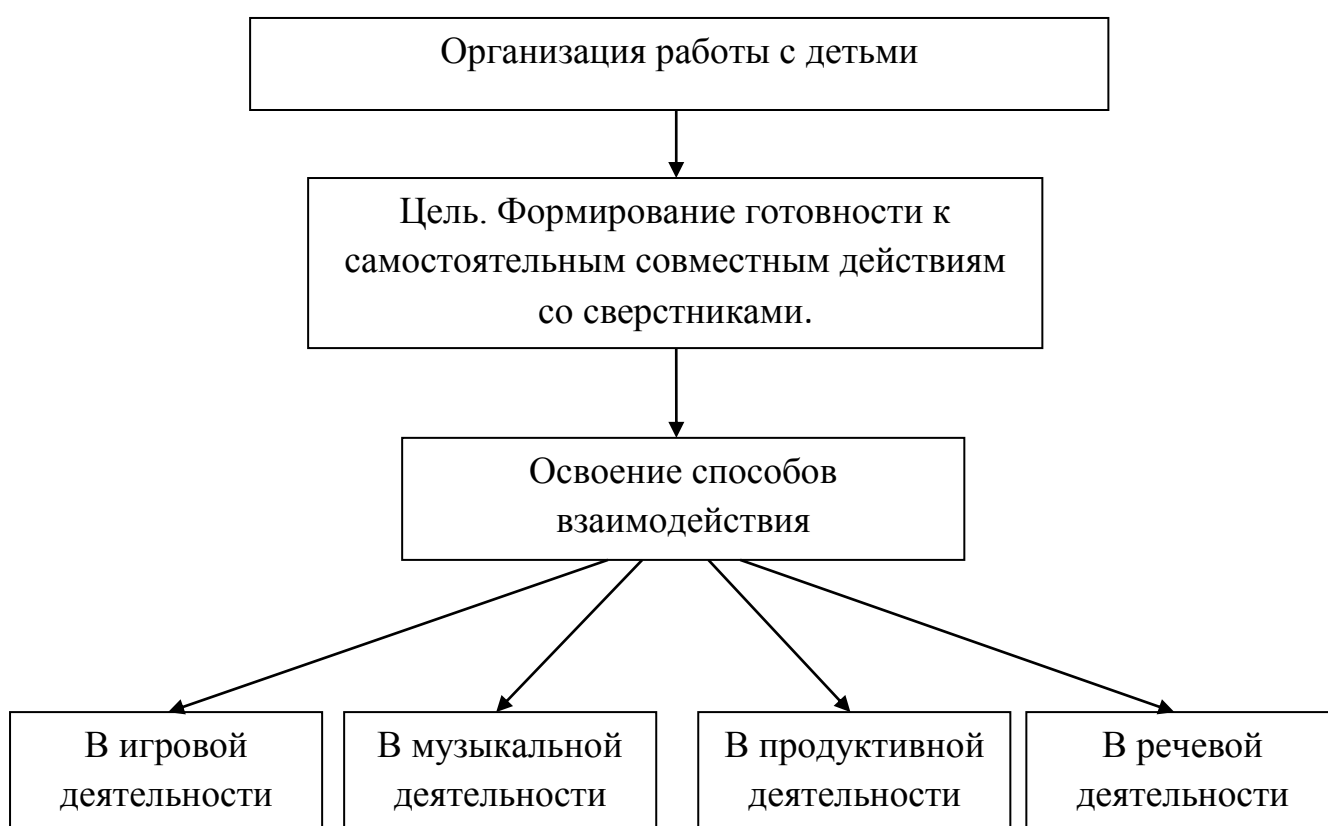 Организация работы с детьми
Цель. Формирование готовности к
самостоятельным совместным действиям
со сверстниками.
Освоение способов
взаимодействия
В игровой
деятельности
В музыкальной
деятельности
В продуктивной
деятельности
В речевой
деятельности